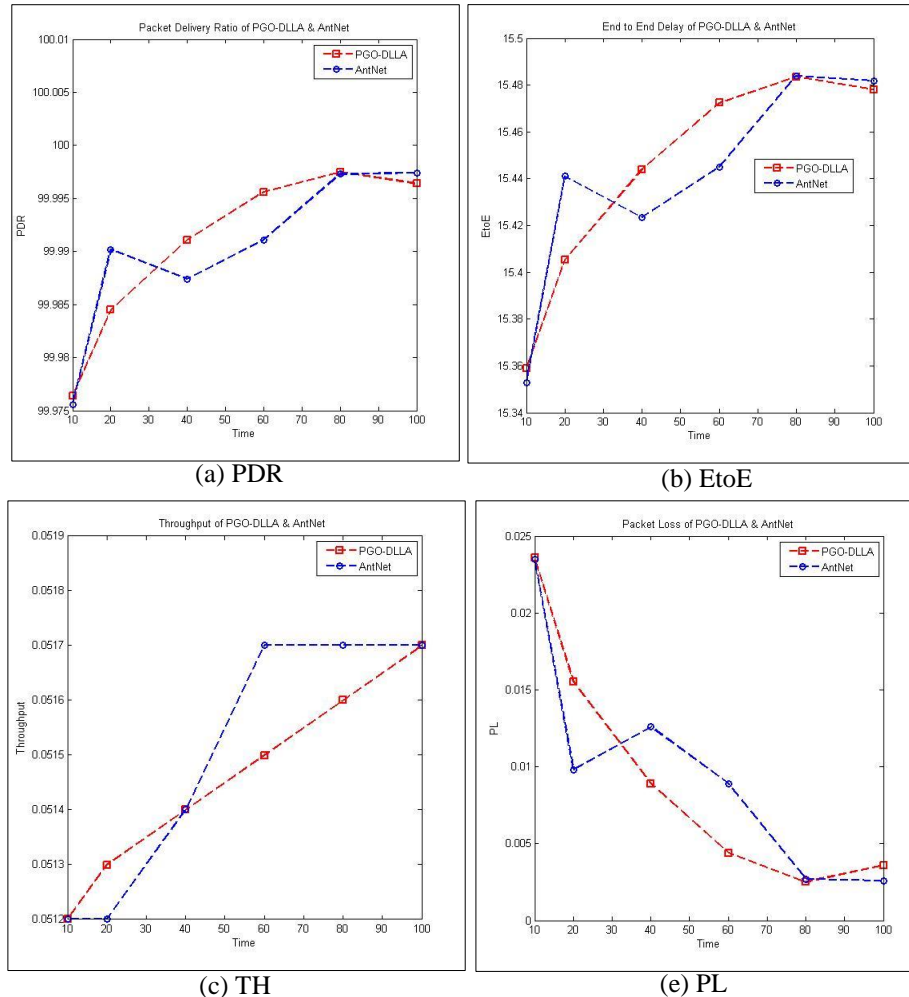 Packet Delivery Ratio of PGO-DLLA & AntNet
100.01
100.005
100
99.995
99.99
99.985
99.98
99.975
PDR
PGO-DLLA
AntNet
10 20 30 40 50 60 70 80 90 100
Time
(a) PDR
End to End Delay of PGO-DLLA & AntNet
15.5
15.48
15.46
15.44
15.42
15.4
15.38
15.36
15.34
EtoE
PGO-DLLA
AntNet
10 20 30 40 50 60 70 80 90 100
Time
(b) EtoE
Throughput of PGO-DLLA & AntNet
0.0519
0.0518
0.0517
0.0516
0.0515
0.0514
0.0513
0.0512
Throughput
PGO-DLLA
AntNet
10 20 30 40 50 60 70 80 90 100
Time
(c) TH
Packet Loss of PGO-DLLA & AntNet
0.025
0.02
0.015
0.01
0.005
0
PL
PGO-DLLA
AntNet
10 20 30 40 50 60 70 80 90 100
Time
(e) PL